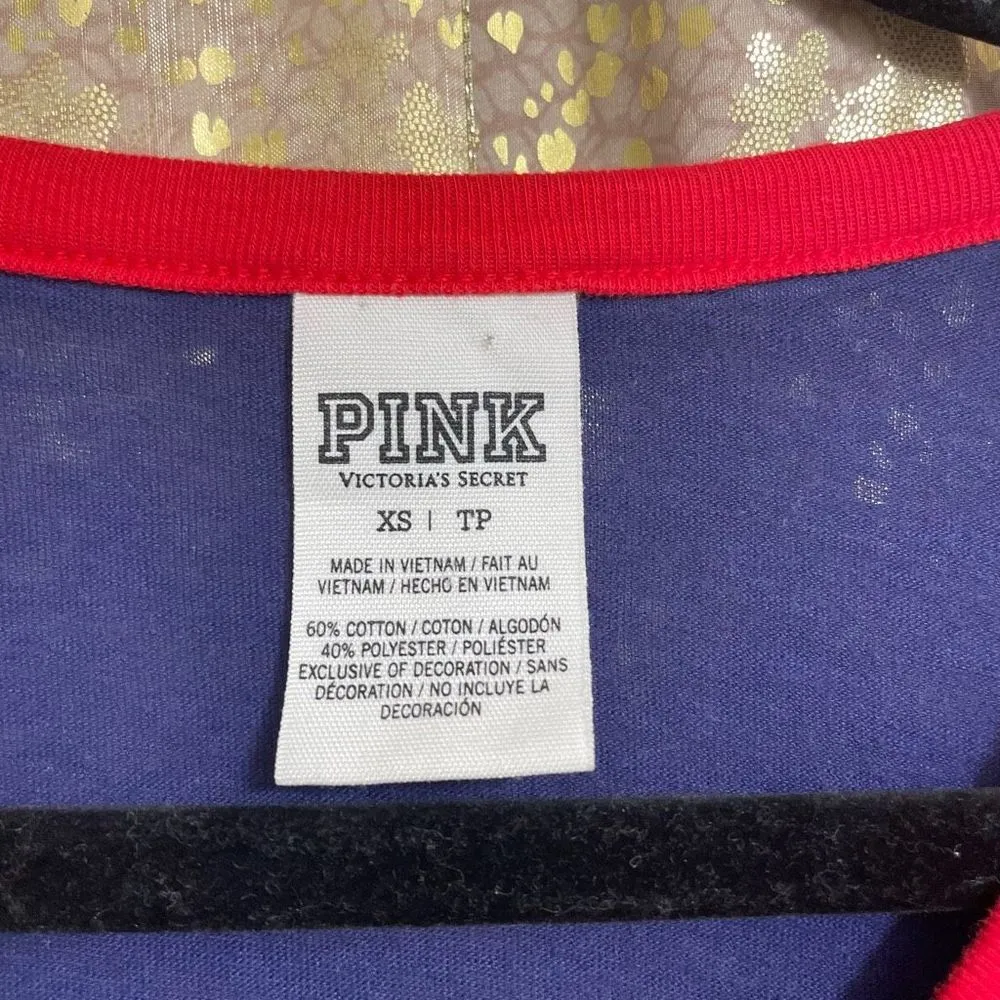 PINK
VICTORIA'S SECRET
XS | TP
MADE IN VIETNAM / FAIT AU
VIETNAM / HECHO EN VIETNAM
60% COTTON / COTON / ALGODÓN
40% POLYESTER / POLIÉSTER
EXCLUSIVE OF DECORATION / SANS
DÉCORATION / NO INCLUYE LA
DECORACIÓN